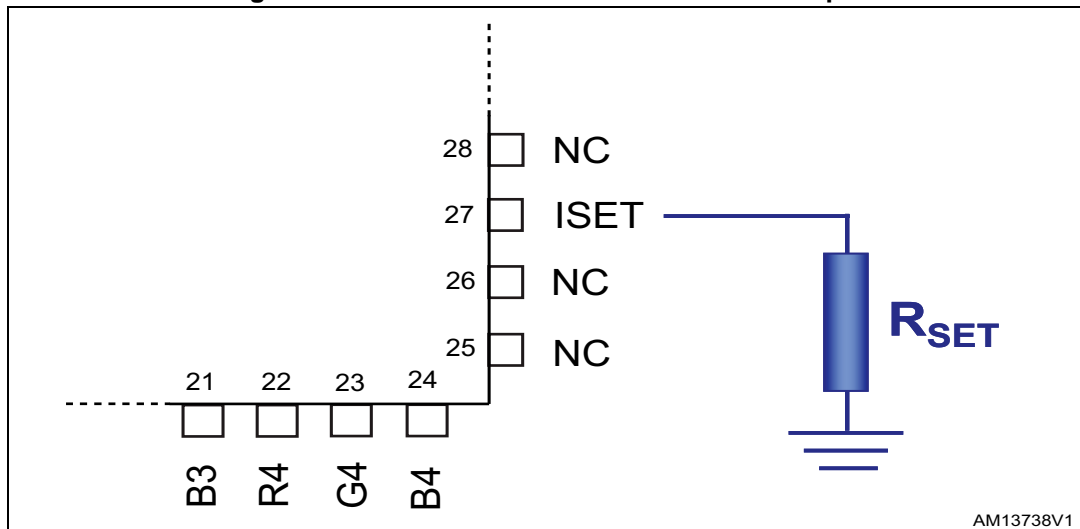 28 NC
27 ISET
26 NC
RSET
25 NC
21 22 23 24
B3 R4 G4 B4
AM13738V1